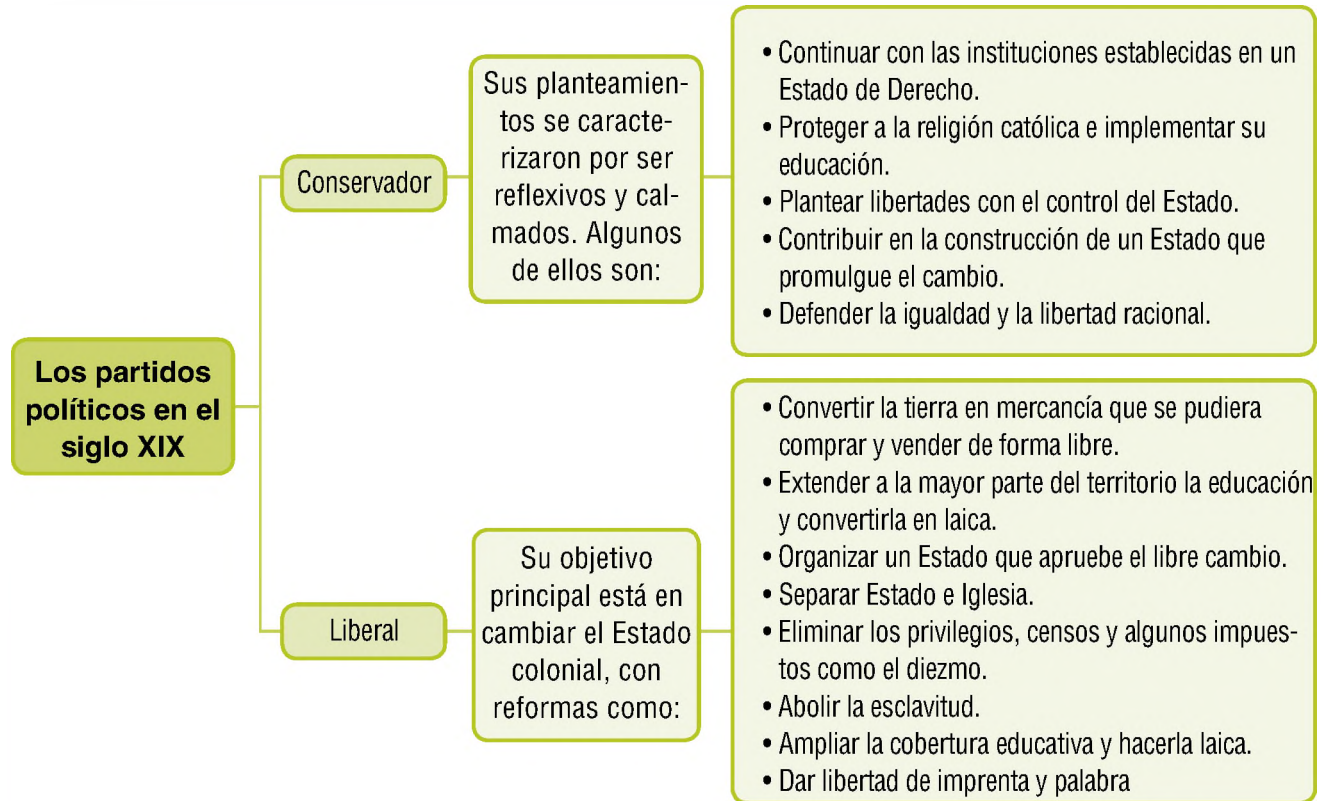 Los partidos
políticos en el
siglo XIX
Conservador
Sus planteamien-
tos se caracte-
rizaron por ser
reflexivos y cal-
mados. Algunos
de ellos son:
• Continuar con las instituciones establecidas en un
Estado de Derecho.
• Proteger a la religión católica e implementar su
educación.
• Plantear libertades con el control del Estado.
• Contribuir en la construcción de un Estado que
promulgue el cambio.
• Defender la igualdad y la libertad racional.
Liberal
Su objetivo
principal está en
cambiar el Estado
colonial, con
reformas como:
• Convertir la tierra en mercancía que se pudiera
comprar y vender de forma libre.
• Extender a la mayor parte del territorio la educación
y convertirla en laica.
• Organizar un Estado que apruebe el libre cambio.
• Separar Estado e Iglesia.
• Eliminar los privilegios, censos y algunos impues-
tos como el diezmo.
• Abolir la esclavitud.
• Ampliar la cobertura educativa y hacerla laica.
• Dar libertad de imprenta y palabra